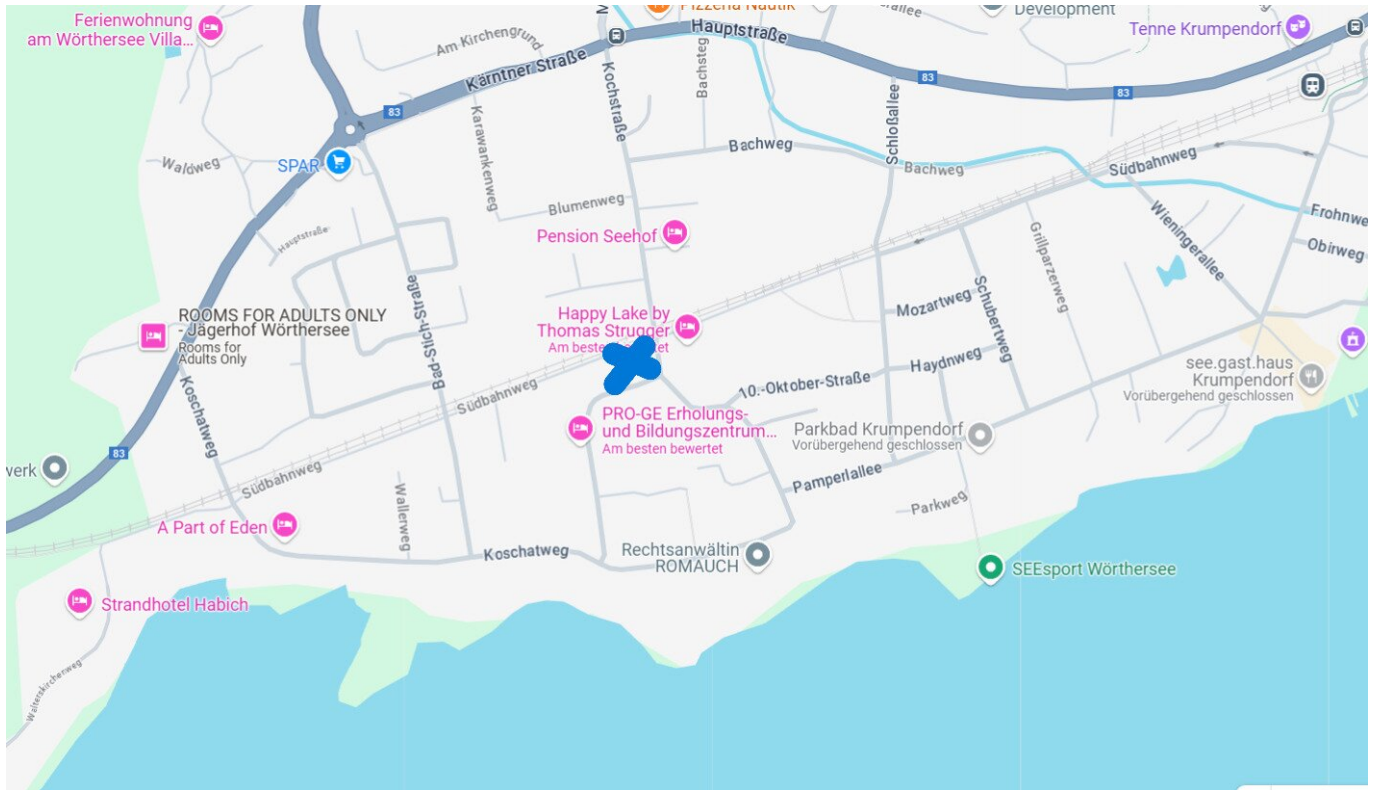 Ferienwohnung
am Wörthersee Villa...
Am-Kirchengrund
Kärntner Straße
83
Pizzeria Nautik
Hauptstraße
Development
Tenne Krumpendorf
83
83
Kochstraße
Bachsteg
Schloßallee
Karawankenweg
Waldweg
SPAR
Bachweg
Bachweg
Südbahnweg
Blumenweg
Hauptstraße
Pension Seehof
Wieningerallee
Frohnwe
Obirweg
Grillparzerweg
Schubertweg
Mozartweg
Haydnweg
Bad-Stich-Straße
ROOMS FOR ADULTS ONLY
- Jägerhof Wörthersee
Rooms for
Adults Only
Happy Lake by
Thomas Strugger
Koschatweg
Südbahnweg
10.-Oktober-Straße
see.gast.haus
Krumpendorf
Vorübergehend geschlossen
PRO-GE Erholungs-
und Bildungszentrum...
Am besten bewertet
Parkbad Krumpendorf
Vorübergehend geschlossen
83
werk
Südbahnweg
Wallerweg
Pamperlallee
Parkweg
A Part of Eden
Koschatweg
Rechtsanwältin
ROMAUCH
SEEsport Wörthersee
Strandhotel Habich
Walterskirchenweg